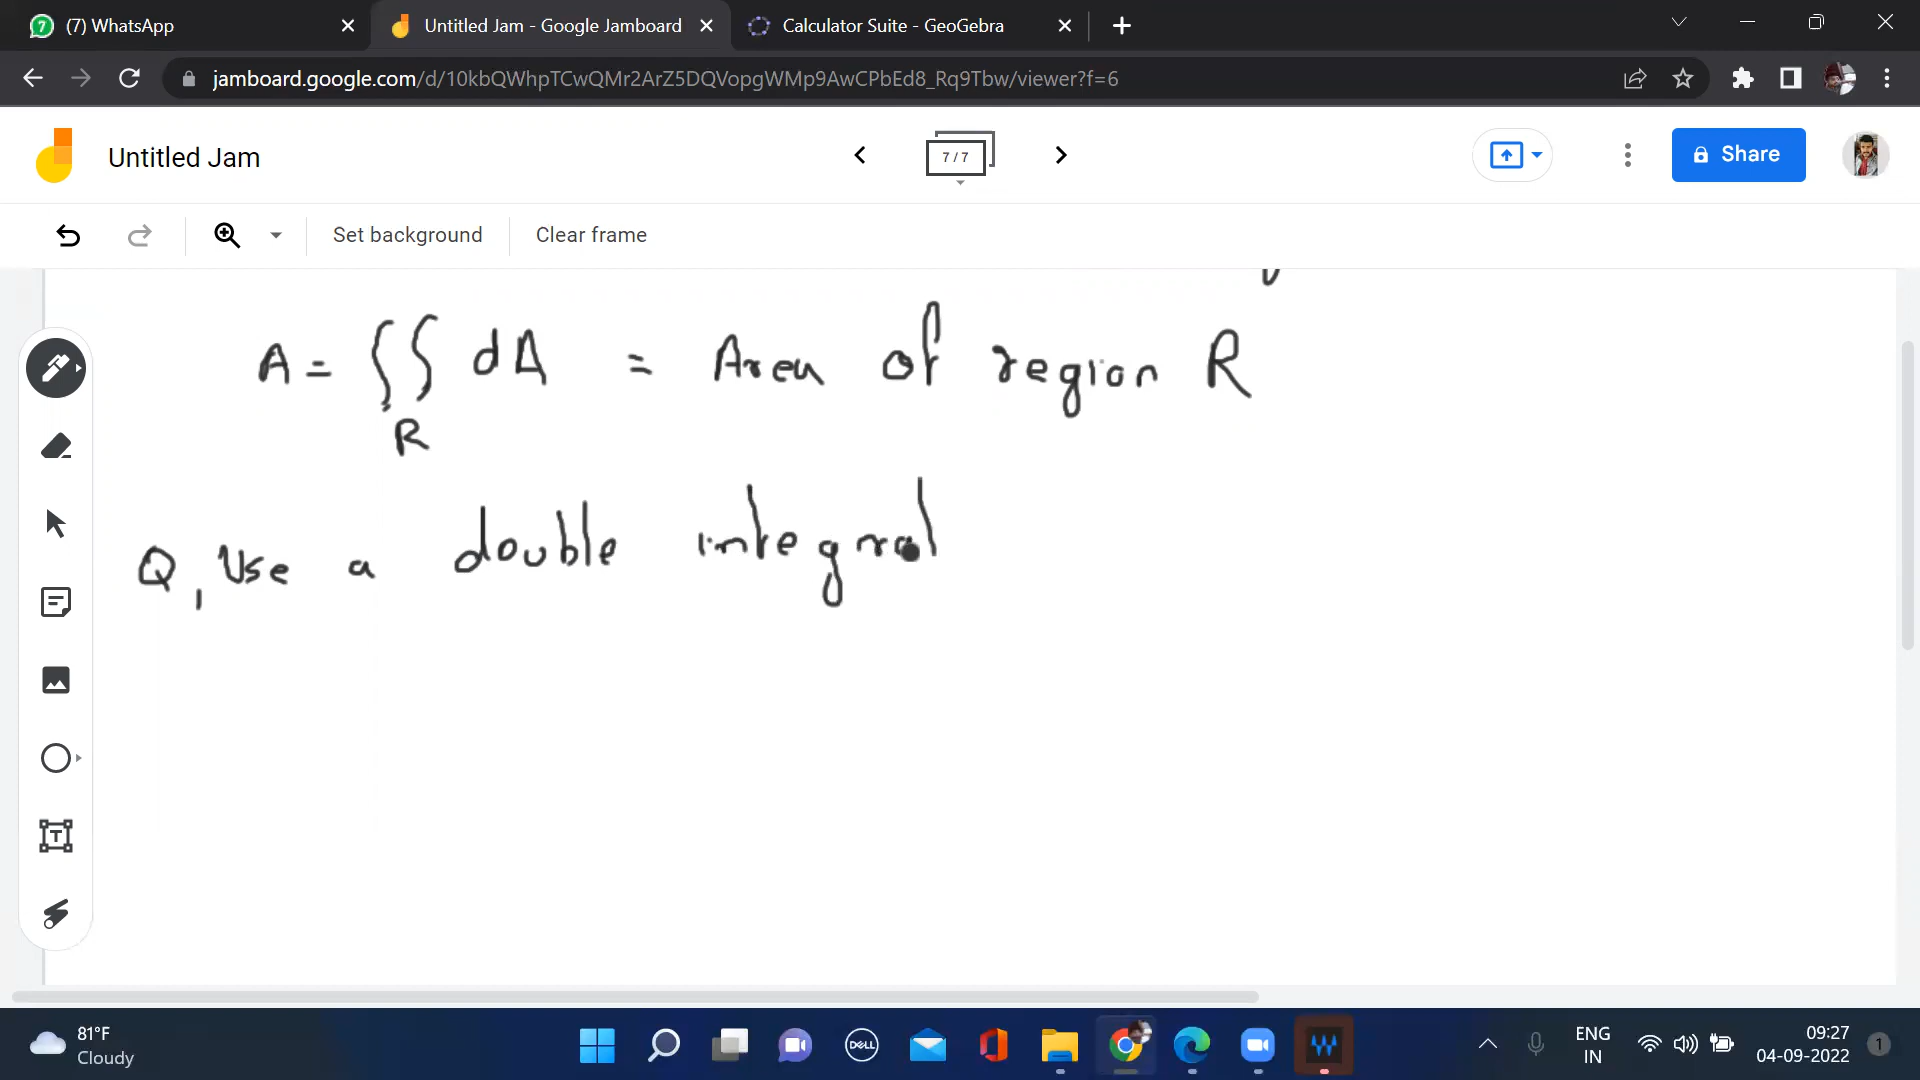 (7) WhatsApp
Untitled Jam - Google Jamboard
Calculator Suite - GeoGebra
jamboard.google.com/d/10kbQWhpTCwQMr2ArZ5DQVopgWMp9AwCPbEd8_Rq9Tbw/viewer?f=6
Untitled Jam
7 / 7
Share
Set background
Clear frame
A = ∫∫ dA = Area of region R
R
Q, Use a double integral
81°F
Cloudy
DELL
ENG
IN
09:27
04-09-2022
1